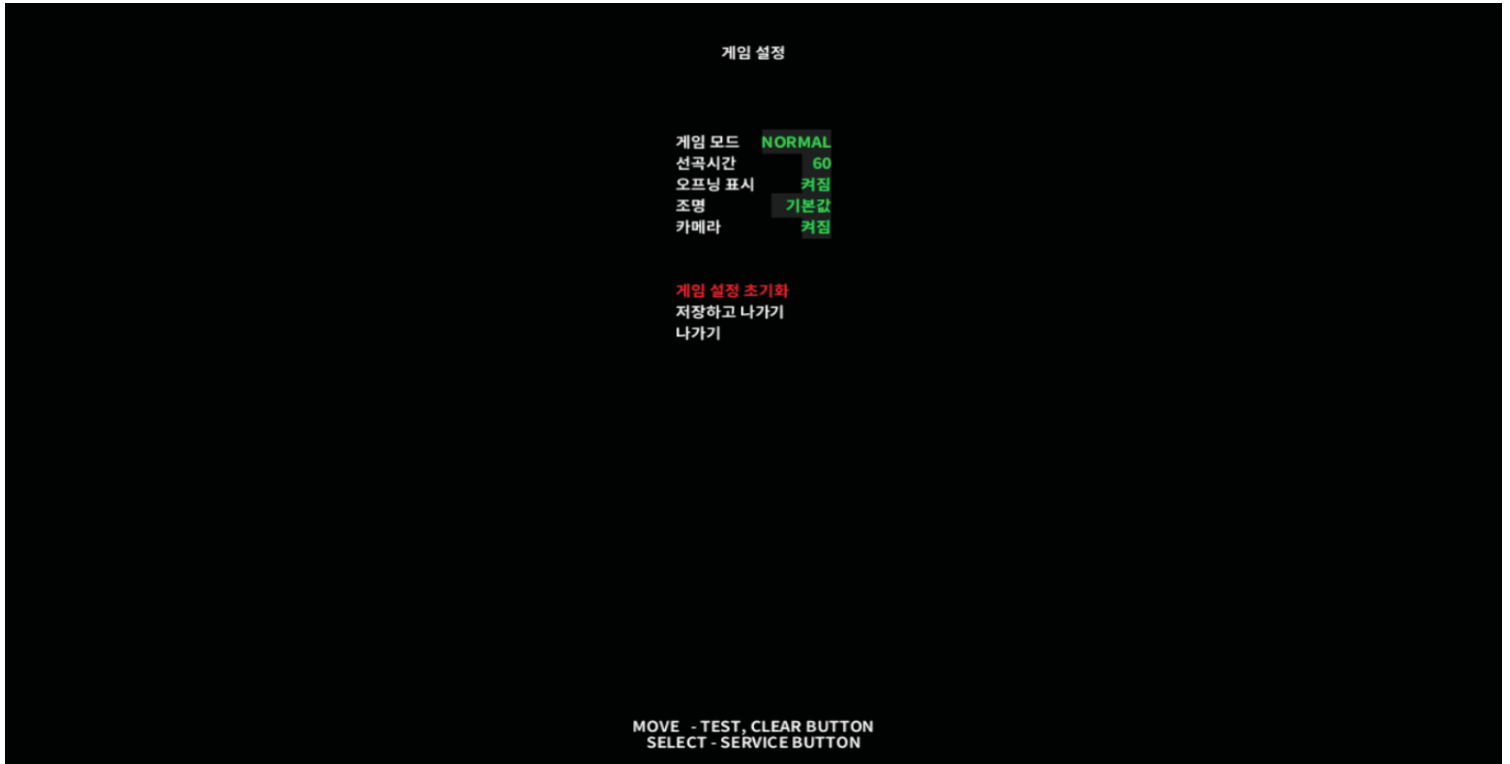 게임 설정
게임 모드 NORMAL
선곡시간 60
오프닝 표시 켜짐
조명 기본값
카메라 켜짐
게임 설정 초기화
저장하고 나가기
나가기
MOVE - TEST, CLEAR BUTTON
SELECT - SERVICE BUTTON